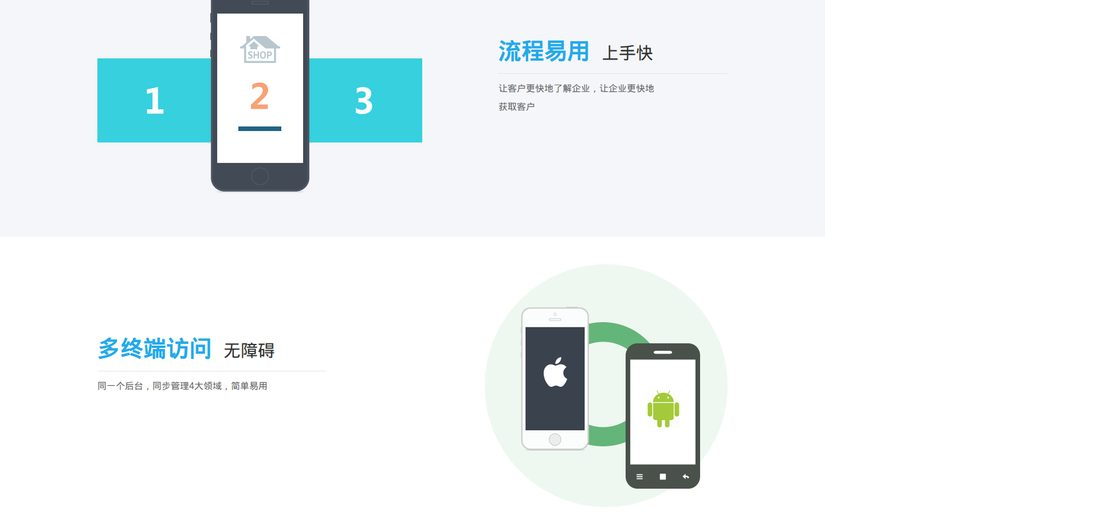 SHOP
1
2
3
流程易用 上手快
让客户更快地了解企业，让企业更快地
获取客户
多终端访问 无障碍
同一个后台，同步管理4大领域，简单易用